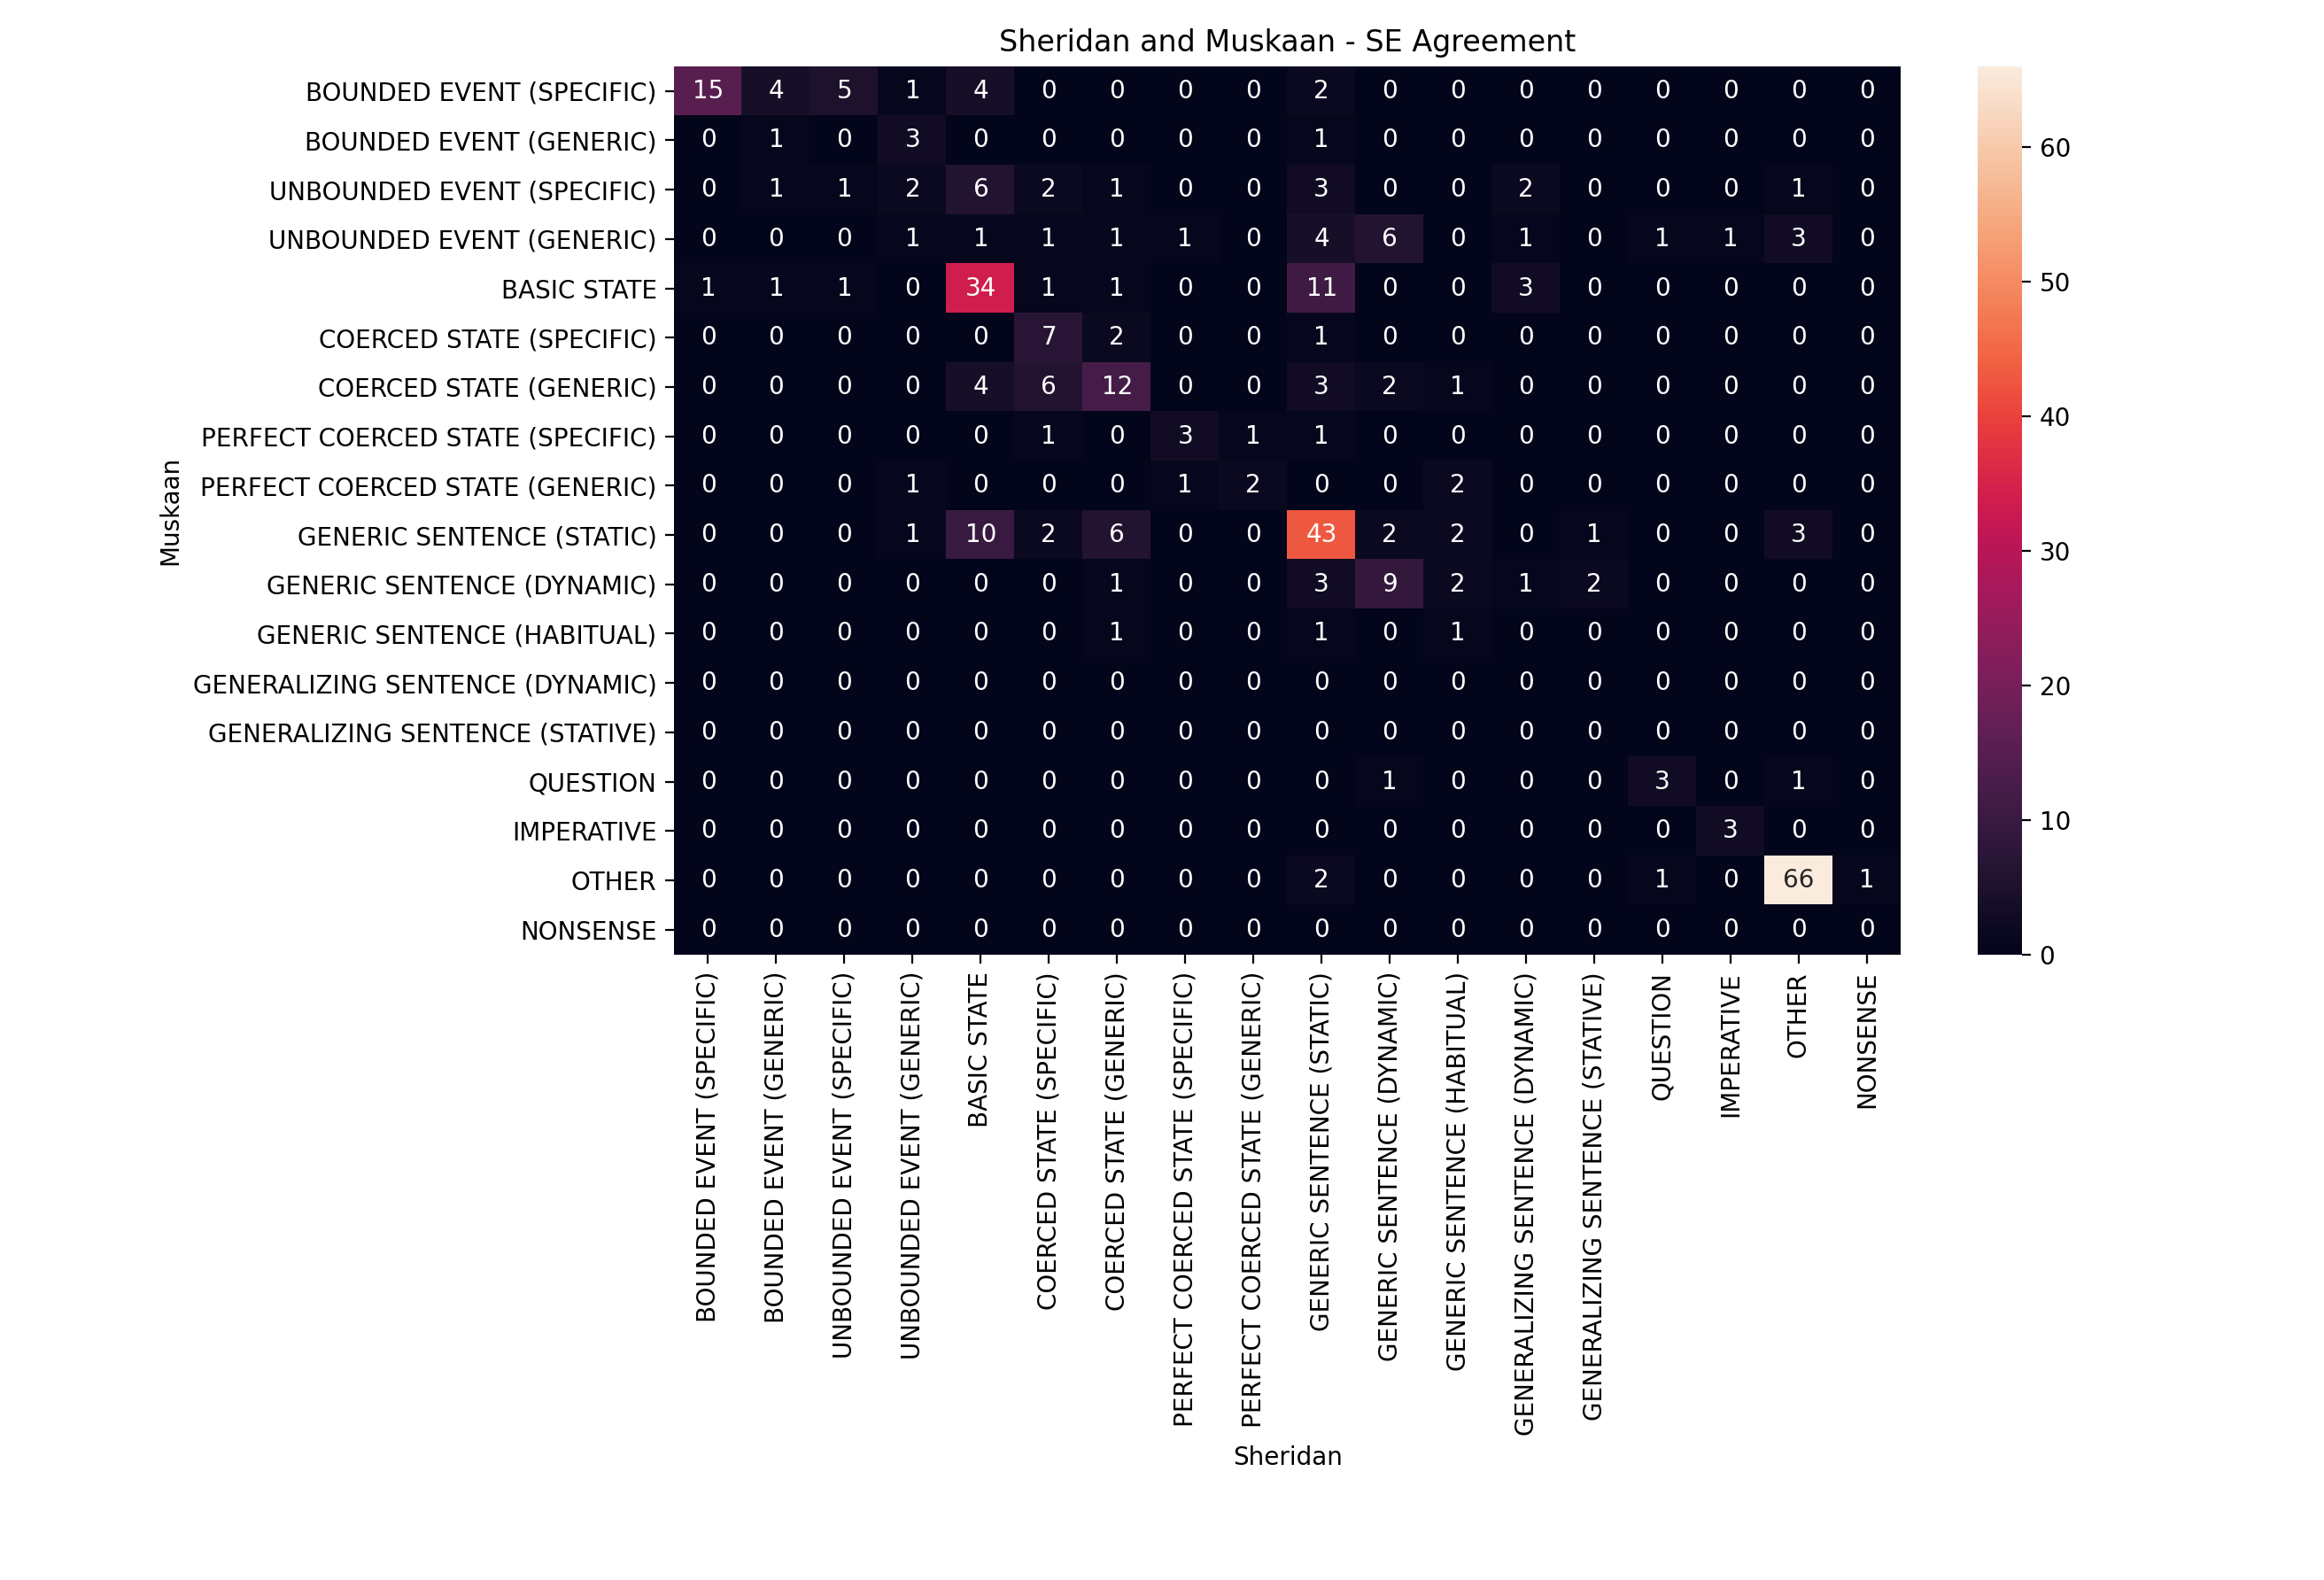 Sheridan and Muskaan - SE Agreement
BOUNDED EVENT (SPECIFIC) 15 4 5 1 4 0 0 0 0 2 0 0 0 0 0 0 0 0
BOUNDED EVENT (GENERIC) 0 1 0 3 0 0 0 0 0 1 0 0 0 0 0 0 0 0
UNBOUNDED EVENT (SPECIFIC) 0 1 1 2 6 2 1 0 0 3 0 0 2 0 0 0 1 0
UNBOUNDED EVENT (GENERIC) 0 0 0 1 1 1 1 1 0 4 6 0 1 0 1 1 3 0
BASIC STATE 1 1 1 0 34 1 1 0 0 11 0 0 3 0 0 0 0 0
COERCED STATE (SPECIFIC) 0 0 0 0 0 7 2 0 0 1 0 0 0 0 0 0 0 0
COERCED STATE (GENERIC) 0 0 0 0 4 6 12 0 0 3 2 1 0 0 0 0 0 0
PERFECT COERCED STATE (SPECIFIC) 0 0 0 0 0 1 0 3 1 1 0 0 0 0 0 0 0 0
PERFECT COERCED STATE (GENERIC) 0 0 0 1 0 0 0 1 2 0 0 2 0 0 0 0 0 0
GENERIC SENTENCE (STATIC) 0 0 0 1 10 2 6 0 0 43 2 2 0 1 0 0 3 0
GENERIC SENTENCE (DYNAMIC) 0 0 0 0 0 0 1 0 0 3 9 2 1 2 0 0 0 0
GENERIC SENTENCE (HABITUAL) 0 0 0 0 0 0 1 0 0 1 0 1 0 0 0 0 0 0
GENERALIZING SENTENCE (DYNAMIC) 0 0 0 0 0 0 0 0 0 0 0 0 0 0 0 0 0 0
GENERALIZING SENTENCE (STATIVE) 0 0 0 0 0 0 0 0 0 0 0 0 0 0 0 0 0 0
QUESTION 0 0 0 0 0 0 0 0 0 0 1 0 0 0 3 0 1 0
IMPERATIVE 0 0 0 0 0 0 0 0 0 0 0 0 0 0 0 3 0 0
OTHER 0 0 0 0 0 0 0 0 0 2 0 0 0 0 1 0 66 1
NONSENSE 0 0 0 0 0 0 0 0 0 0 0 0 0 0 0 0 0 0
Muskaan
BOUNDED EVENT (SPECIFIC)
BOUNDED EVENT (GENERIC)
UNBOUNDED EVENT (SPECIFIC)
UNBOUNDED EVENT (GENERIC)
BASIC STATE
COERCED STATE (SPECIFIC)
COERCED STATE (GENERIC)
PERFECT COERCED STATE (SPECIFIC)
PERFECT COERCED STATE (GENERIC)
GENERIC SENTENCE (STATIC)
GENERIC SENTENCE (DYNAMIC)
GENERIC SENTENCE (HABITUAL)
GENERALIZING SENTENCE (DYNAMIC)
GENERALIZING SENTENCE (STATIVE)
QUESTION
IMPERATIVE
OTHER
NONSENSE
Sheridan
60
50
40
30
20
10
0